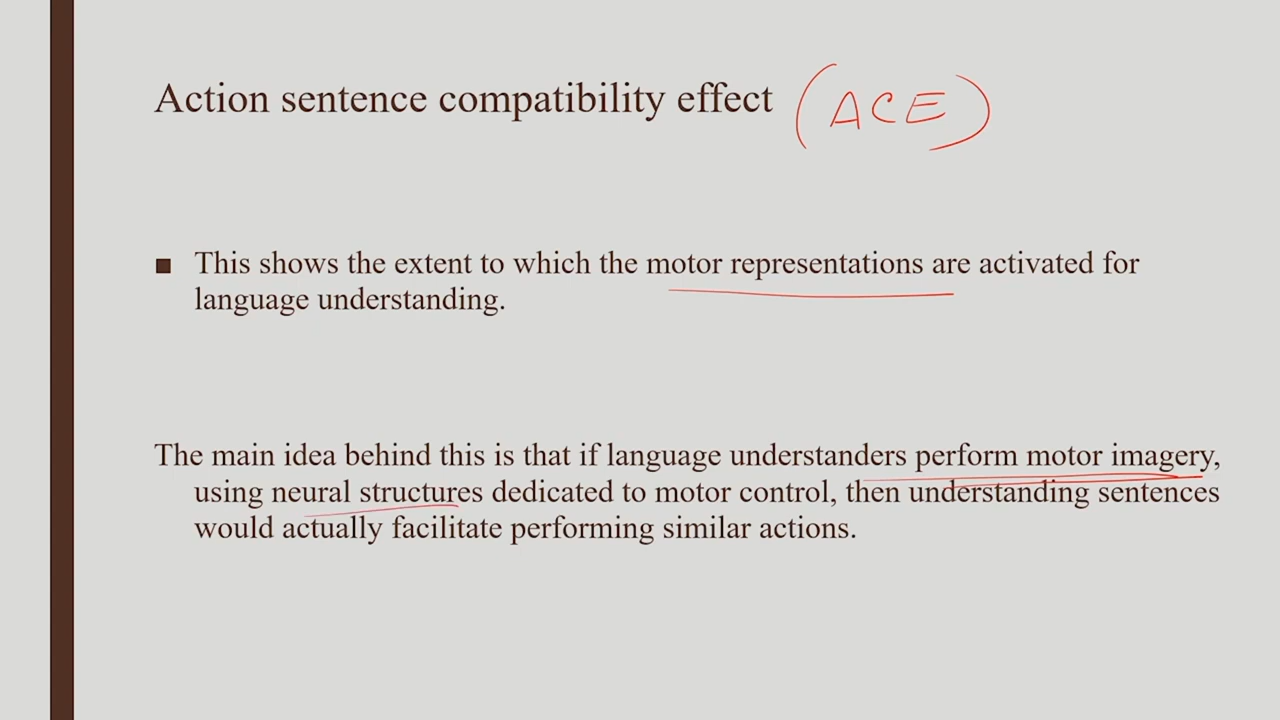 Action sentence compatibility effect (ACE)
■ This shows the extent to which the motor representations are activated for
language understanding.
The main idea behind this is that if language understanders perform motor imagery,
using neural structures dedicated to motor control, then understanding sentences
would actually facilitate performing similar actions.